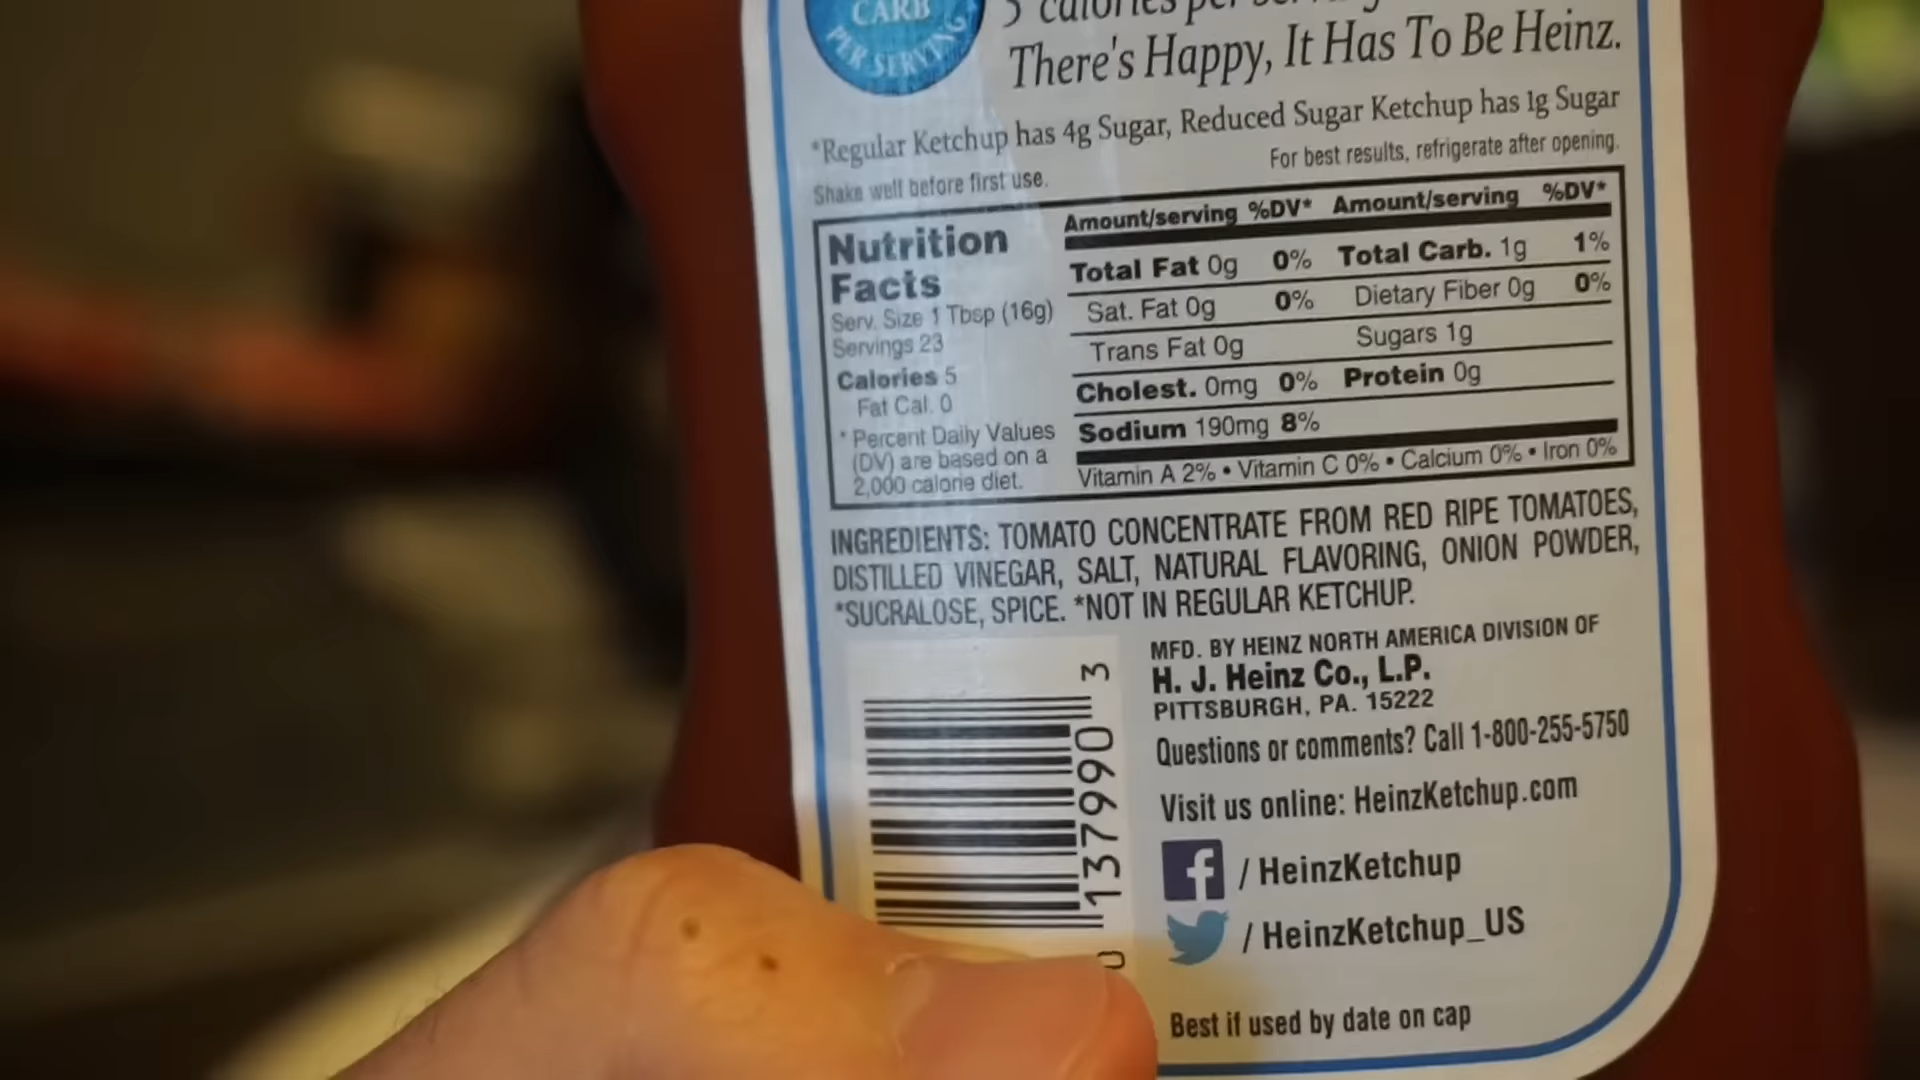 CARB
PER SERVING
5 calories per serving
There's Happy, It Has To Be Heinz.
*Regular Ketchup has 4g Sugar, Reduced Sugar Ketchup has 1g Sugar
Shake well before first use.
For best results, refrigerate after opening.
Nutrition
Facts
Serv. Size 1 Tbsp (16g)
Servings 23
Calories 5
Fat Cal. 0
* Percent Daily Values
(DV) are based on a
2,000 calorie diet.
Amount/serving %DV* Amount/serving %DV*
Total Fat 0g 0% Total Carb. 1g 1%
Sat. Fat 0g 0% Dietary Fiber 0g 0%
Trans Fat 0g Sugars 1g
Cholest. 0mg 0% Protein 0g
Sodium 190mg 8%
Vitamin A 2% • Vitamin C 0% • Calcium 0% • Iron 0%
INGREDIENTS: TOMATO CONCENTRATE FROM RED RIPE TOMATOES,
DISTILLED VINEGAR, SALT, NATURAL FLAVORING, ONION POWDER,
*SUCRALOSE, SPICE. *NOT IN REGULAR KETCHUP.
0 13799 0 3
MFD. BY HEINZ NORTH AMERICA DIVISION OF
H. J. Heinz Co., L.P.
PITTSBURGH, PA. 15222
Questions or comments? Call 1-800-255-5750
Visit us online: HeinzKetchup.com
f / HeinzKetchup
/ HeinzKetchup_US
Best if used by date on cap